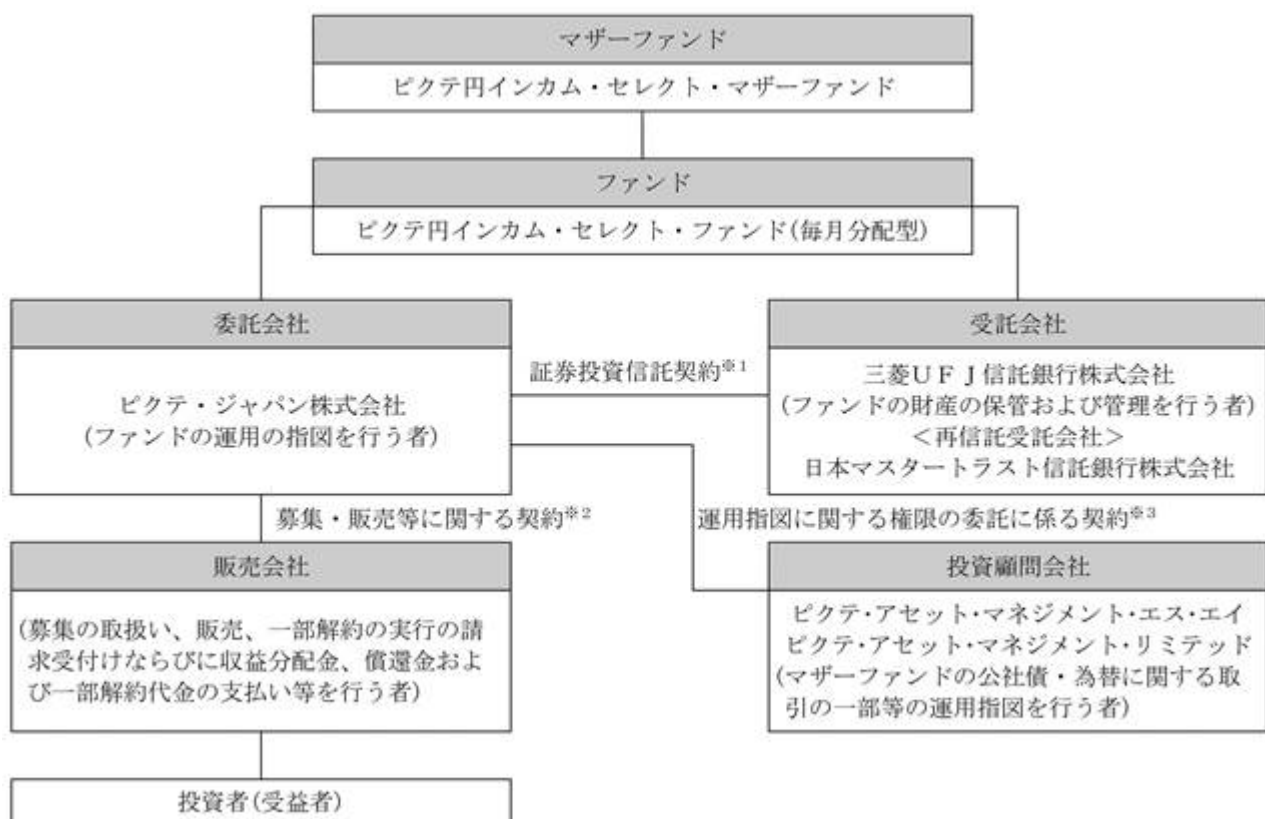 マザーファンド
ピクテ円インカム・セレクト・マザーファンド
ファンド
ピクテ円インカム・セレクト・ファンド(毎月分配型)
委託会社
ピクテ・ジャパン株式会社
(ファンドの運用の指図を行う者)
証券投資信託契約※1
受託会社
三菱UFJ信託銀行株式会社
(ファンドの財産の保管および管理を行う者)
<再信託受託会社>
日本マスタートラスト信託銀行株式会社
募集・販売等に関する契約※2
運用指図に関する権限の委託に係る契約※3
販売会社
(募集の取扱い、販売、一部解約の実行の請
求受付けならびに収益分配金、償還金およ
び一部解約代金の支払い等を行う者)
投資顧問会社
ピクテ・アセット・マネジメント・エス・エイ
ピクテ・アセット・マネジメント・リミテッド
(マザーファンドの公社債・為替に関する取
引の一部等の運用指図を行う者)
投資者(受益者)